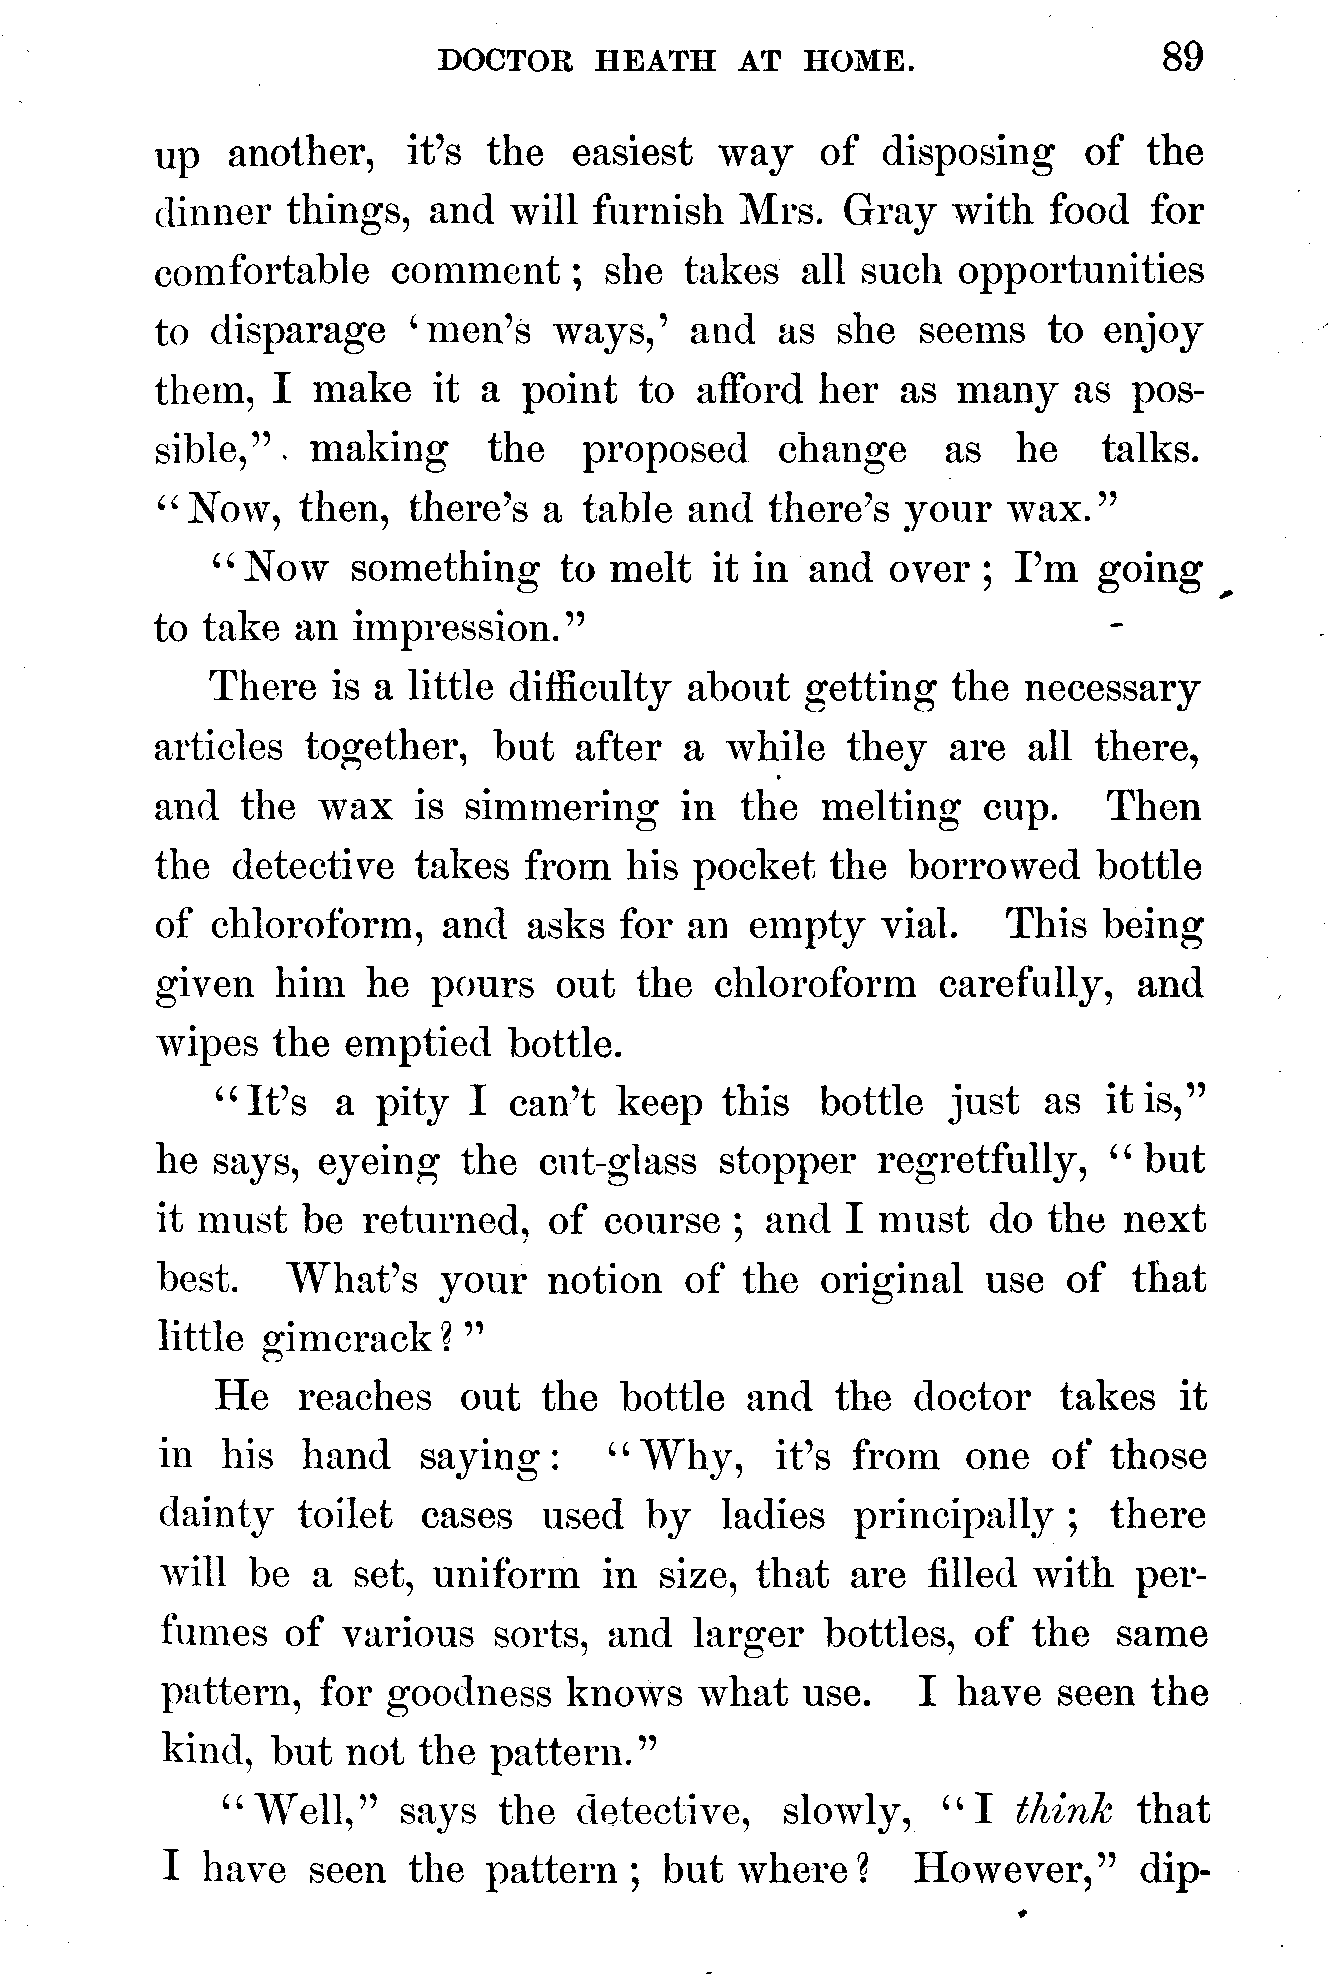 DOCTOR HEATH AT HOME. 89
up another, it's the easiest way of disposing of the
dinner things, and will furnish Mrs. Gray with food for
comfortable comment; she takes all such opportunities
to disparage 'men's ways,' and as she seems to enjoy
them, I make it a point to afford her as many as pos-
sible," making the proposed change as he talks.
"Now, then, there's a table and there's your wax."
"Now something to melt it in and over; I'm going
to take an impression."
There is a little difficulty about getting the necessary
articles together, but after a while they are all there,
and the wax is simmering in the melting cup. Then
the detective takes from his pocket the borrowed bottle
of chloroform, and asks for an empty vial. This being
given him he pours out the chloroform carefully, and
wipes the emptied bottle.
"It's a pity I can't keep this bottle just as it is,"
he says, eyeing the cut-glass stopper regretfully, "but
it must be returned, of course; and I must do the next
best. What's your notion of the original use of that
little gimcrack?"
He reaches out the bottle and the doctor takes it
in his hand saying: "Why, it's from one of those
dainty toilet cases used by ladies principally; there
will be a set, uniform in size, that are filled with per-
fumes of various sorts, and larger bottles, of the same
pattern, for goodness knows what use. I have seen the
kind, but not the pattern."
"Well," says the detective, slowly, "I think that
I have seen the pattern; but where? However," dip-